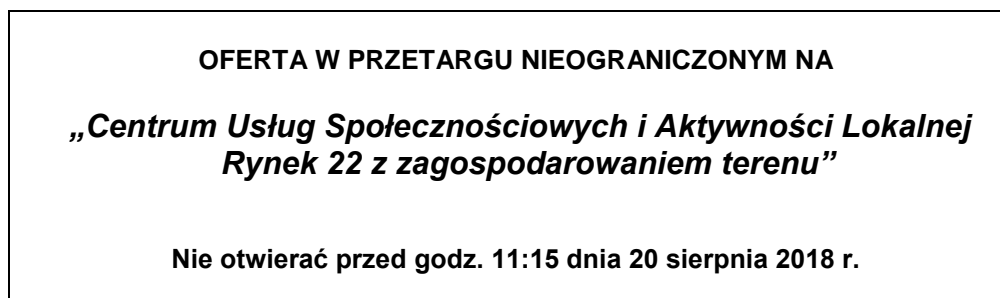 OFERTA W PRZETARGU NIEOGRANICZONYM NA
„Centrum Usług Społecznościowych i Aktywności Lokalnej
Rynek 22 z zagospodarowaniem terenu”
Nie otwierać przed godz. 11:15 dnia 20 sierpnia 2018 r.